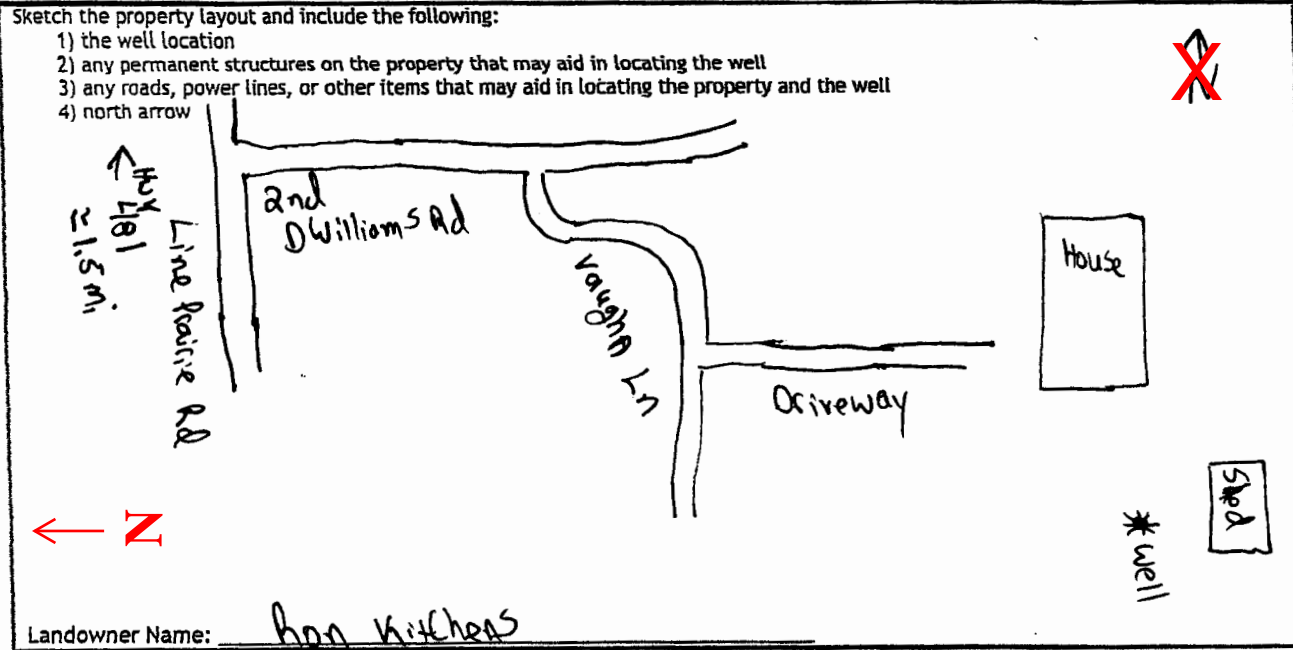 Sketch the property layout and include the following:
1) the well location
2) any permanent structures on the property that may aid in locating the well
3) any roads, power lines, or other items that may aid in locating the property and the well
4) north arrow
N
Hwy
481
≈ 1.5 mi
Line Prairie Rd
2nd
D Williams Rd
Vaughn Ln
Driveway
House
Shed
* well
N
Landowner Name: Ron Kitchens